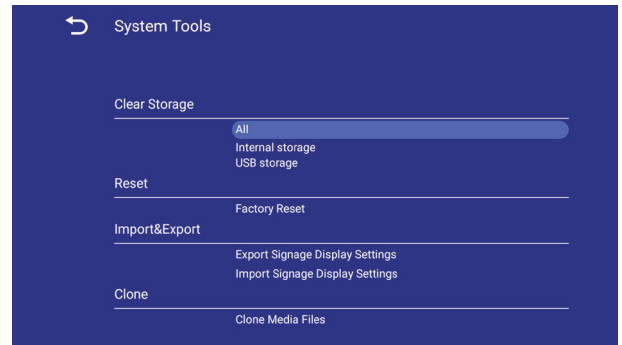 System Tools
Clear Storage
All
Internal storage
USB storage
Reset
Factory Reset
Import&Export
Export Signage Display Settings
Import Signage Display Settings
Clone
Clone Media Files